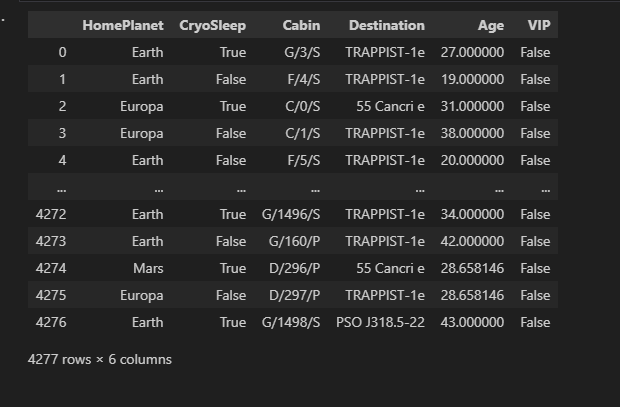 HomePlanet CryoSleep Cabin Destination Age VIP
0 Earth True G/3/S TRAPPIST-1e 27.000000 False
1 Earth False F/4/S TRAPPIST-1e 19.000000 False
2 Europa True C/0/S 55 Cancri e 31.000000 False
3 Europa False C/1/S TRAPPIST-1e 38.000000 False
4 Earth False F/5/S TRAPPIST-1e 20.000000 False
... ... ... ... ... ... ...
4272 Earth True G/1496/S TRAPPIST-1e 34.000000 False
4273 Earth False G/160/P TRAPPIST-1e 42.000000 False
4274 Mars True D/296/P 55 Cancri e 28.658146 False
4275 Europa False D/297/P TRAPPIST-1e 28.658146 False
4276 Earth True G/1498/S PSO J318.5-22 43.000000 False
4277 rows × 6 columns